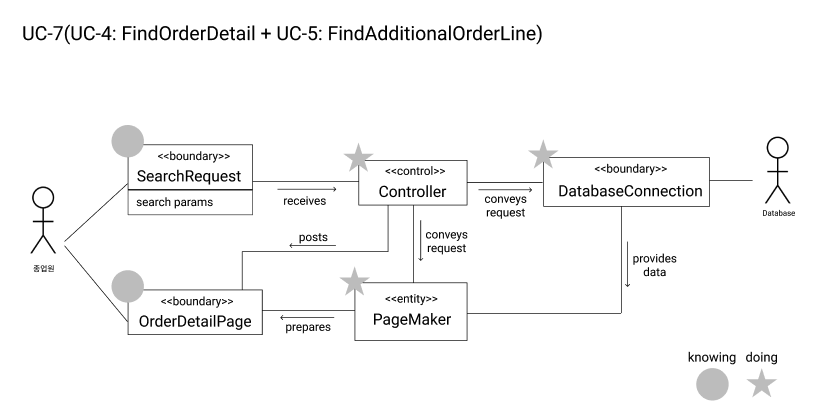 UC-7(UC-4: FindOrderDetail + UC-5: FindAdditionalOrderLine)
<<boundary>>
SearchRequest
search params
receives
<<control>>
Controller
conveys
request
<<boundary>>
DatabaseConnection
Database
종업원
posts
conveys
request
provides
data
<<boundary>>
OrderDetailPage
prepares
<<entity>>
PageMaker
knowing
doing